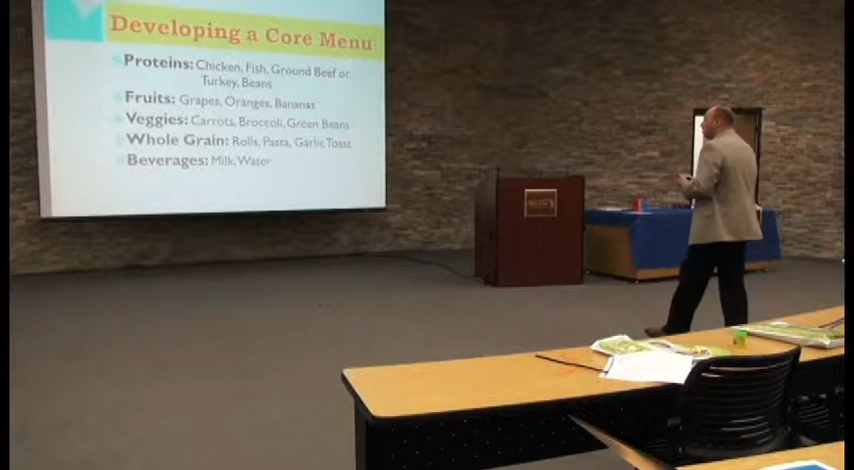 Developing a Core Menu
Proteins: Chicken, Fish, Ground Beef or
Turkey, Beans
Fruits: Grapes, Oranges, Bananas
Veggies: Carrots, Broccoli, Green Beans
Whole Grain: Rolls, Pasta, Garlic Toast
Beverages: Milk, Water